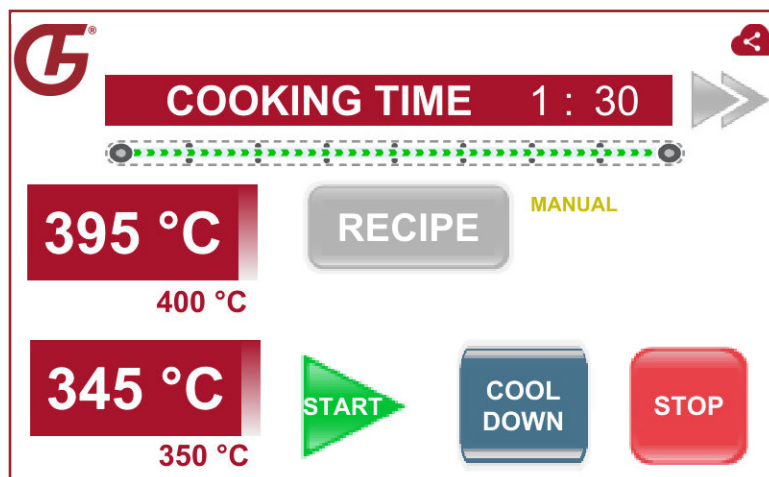 ®
COOKING TIME 1 : 30
395 °C
RECIPE
MANUAL
400 °C
345 °C
START
COOL
DOWN
STOP
350 °C